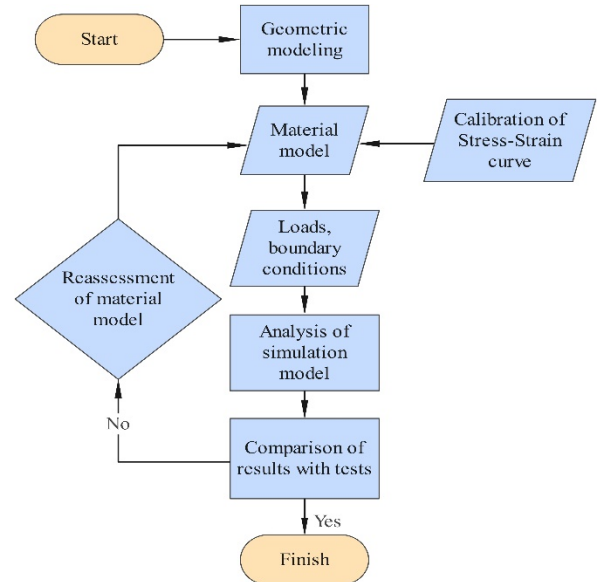 Start
Geometric
modeling
Material
model
Calibration of
Stress-Strain
curve
Loads,
boundary
conditions
Reassessment
of material
model
Analysis of
simulation
model
No
Comparison of
results with tests
Yes
Finish